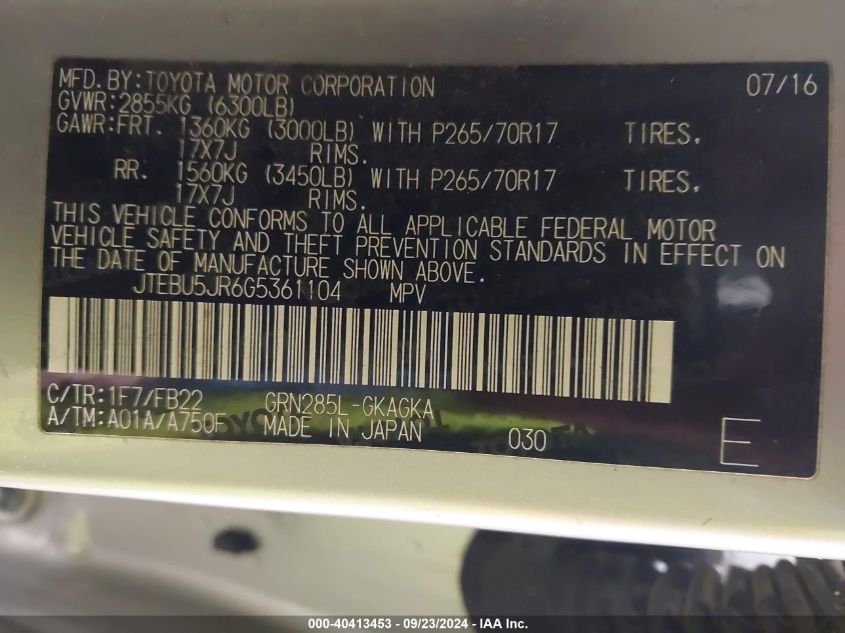 MFD. BY: TOYOTA MOTOR CORPORATION 07/16
GVWR: 2855KG (6300LB)
GAWR: FRT. 1360KG (3000LB) WITH P265/70R17 TIRES.
17X7J RIMS.
RR. 1560KG (3450LB) WITH P265/70R17 TIRES.
17X7J RIMS.
THIS VEHICLE CONFORMS TO ALL APPLICABLE FEDERAL MOTOR
VEHICLE SAFETY AND THEFT PREVENTION STANDARDS IN EFFECT ON
THE DATE OF MANUFACTURE SHOWN ABOVE.
JTEBU5JR6G5361104 MPV
C/TR: 1F7/FB22 GRN285L-GKAGKA
A/TM: A01A/A750F MADE IN JAPAN 030 E
000-40413453 - 09/23/2024 - IAA Inc.